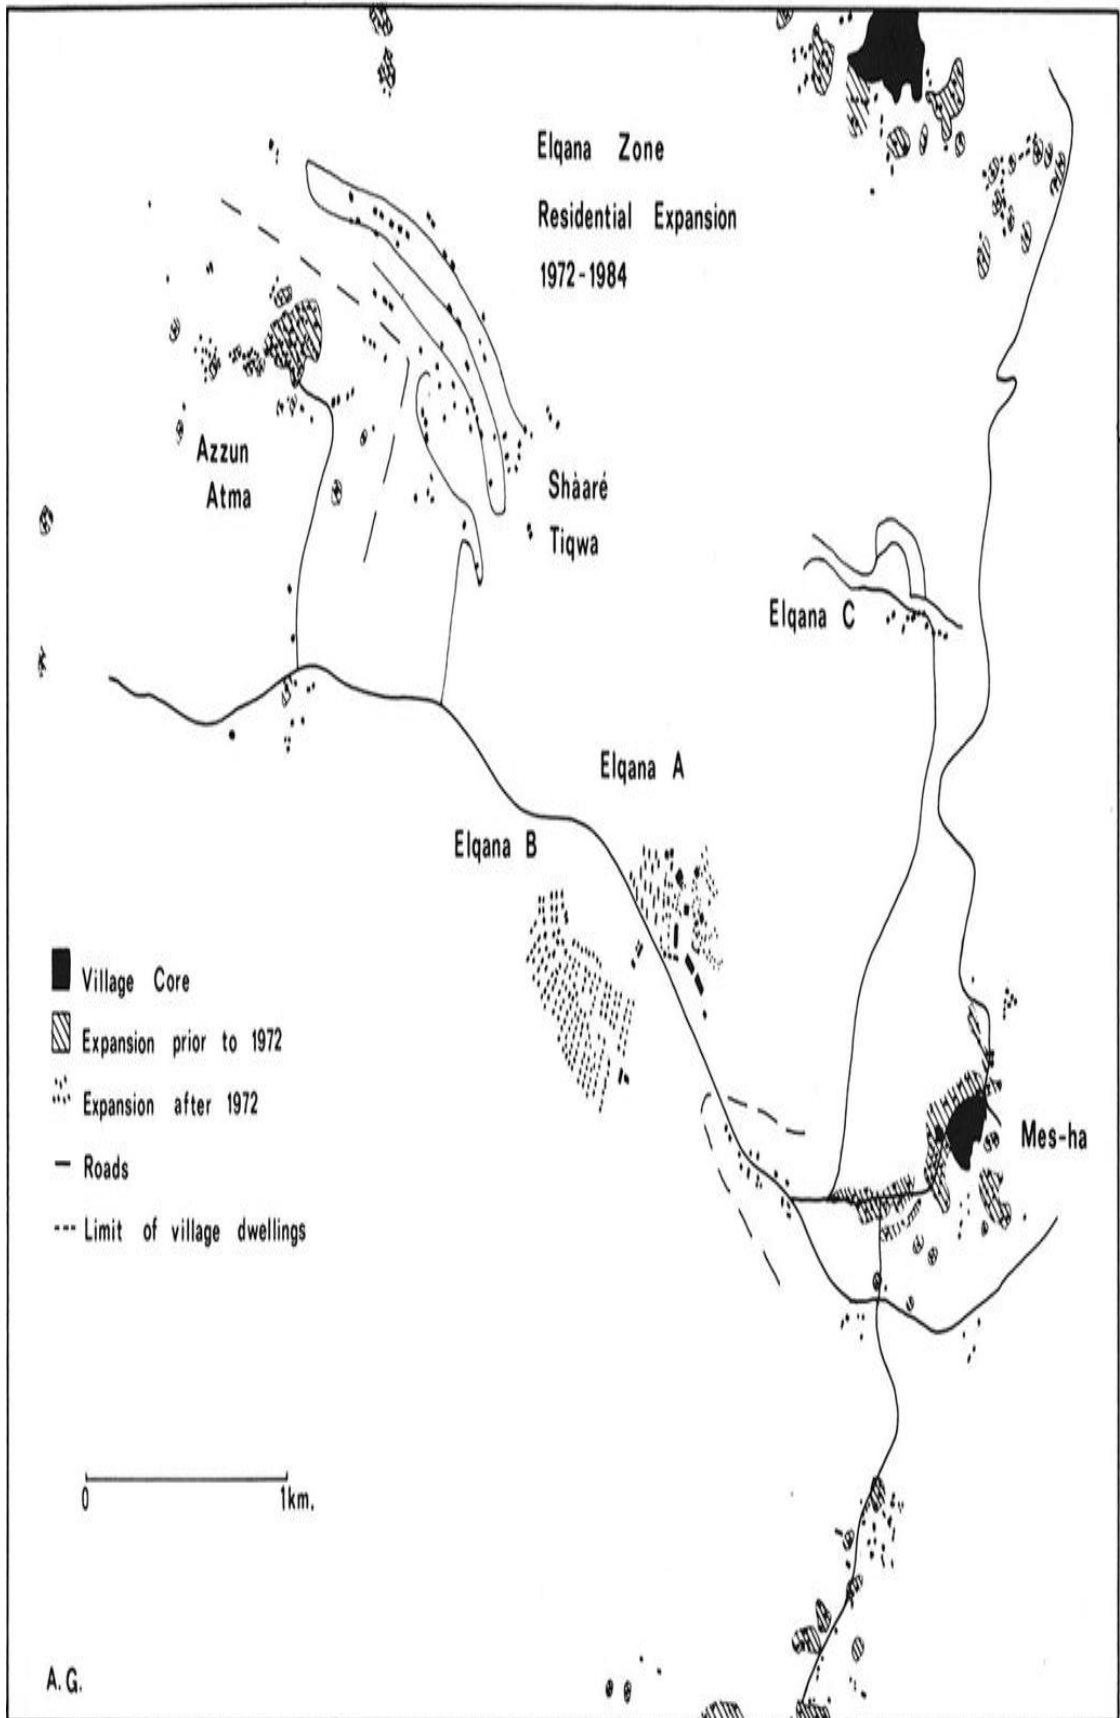 Elqana Zone
Residential Expansion
1972-1984
Azzun
Atma
Shàaré
Tiqwa
Elqana C
Elqana A
Elqana B
Village Core
Expansion prior to 1972
Expansion after 1972
Roads
Limit of village dwellings
Mes-ha
0 1km.
A.G.